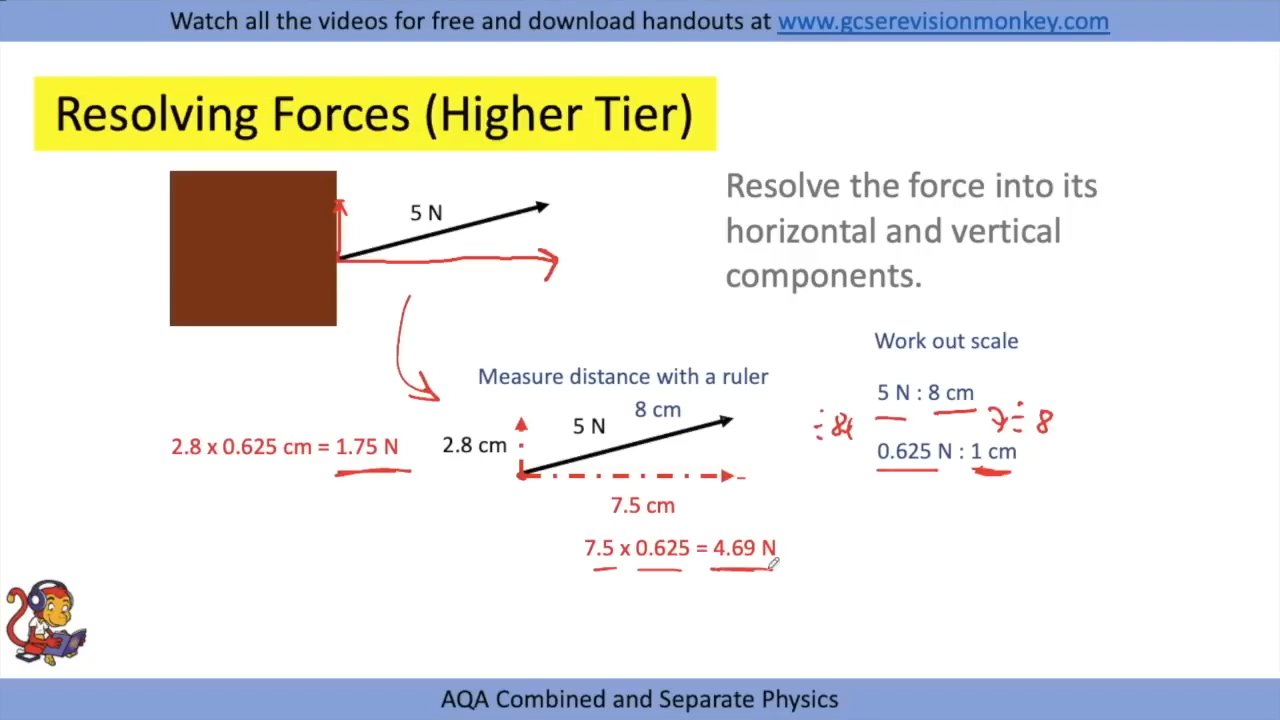 Watch all the videos for free and download handouts at www.gcserevisionmonkey.com
Resolving Forces (Higher Tier)
5 N
Resolve the force into its
horizontal and vertical
components.
Work out scale
Measure distance with a ruler
5 N : 8 cm
8 cm
5 N
÷ 8
÷ 8
2.8 x 0.625 cm = 1.75 N
2.8 cm
0.625 N : 1 cm
7.5 cm
7.5 x 0.625 = 4.69 N
AQA Combined and Separate Physics